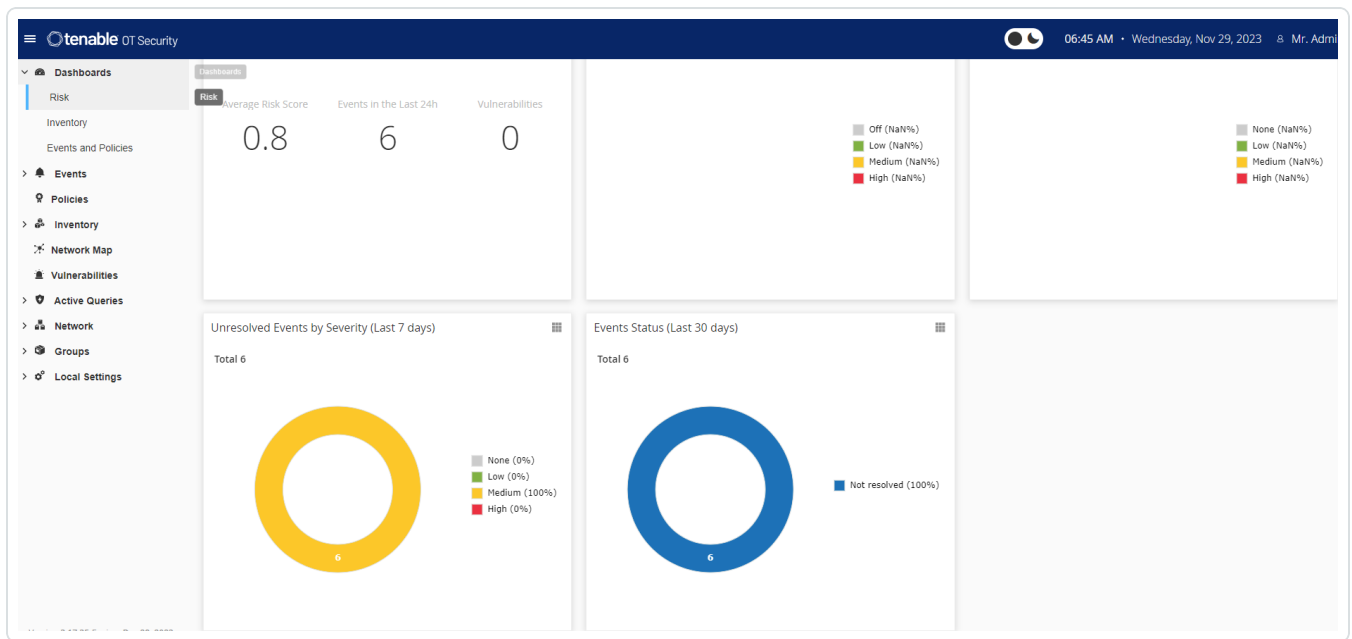 tenable OT Security
06:45 AM • Wednesday, Nov 29, 2023 Mr. Admi
Dashboards
Risk
Inventory
Events and Policies
Events
Policies
Inventory
Network Map
Vulnerabilities
Active Queries
Network
Groups
Local Settings
Dashboards
Risk
Average Risk Score Events in the Last 24h Vulnerabilities
0.8 6 0
Off (NaN%)
Low (NaN%)
Medium (NaN%)
High (NaN%)
None (NaN%)
Low (NaN%)
Medium (NaN%)
High (NaN%)
Unresolved Events by Severity (Last 7 days)
Total 6
6
None (0%)
Low (0%)
Medium (100%)
High (0%)
Events Status (Last 30 days)
Total 6
6
Not resolved (100%)